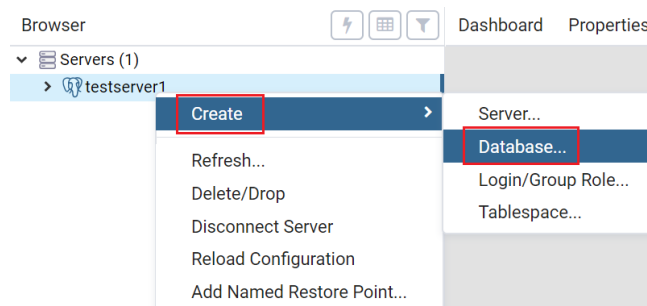 Browser
Dashboard Properties
Servers (1)
testserver1
Create
Refresh...
Delete/Drop
Disconnect Server
Reload Configuration
Add Named Restore Point...
Server...
Database...
Login/Group Role...
Tablespace...